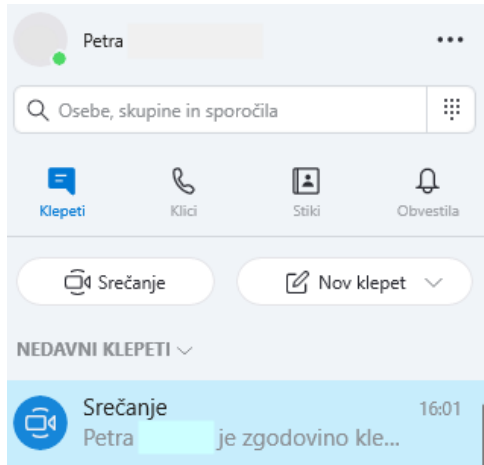 Petra
Osebe, skupine in sporočila
Klepeti
Klici
Stiki
Obvestila
Srečanje
Nov klepet
NEDAVNI KLEPETI
Srečanje 16:01
Petra je zgodovino kle...